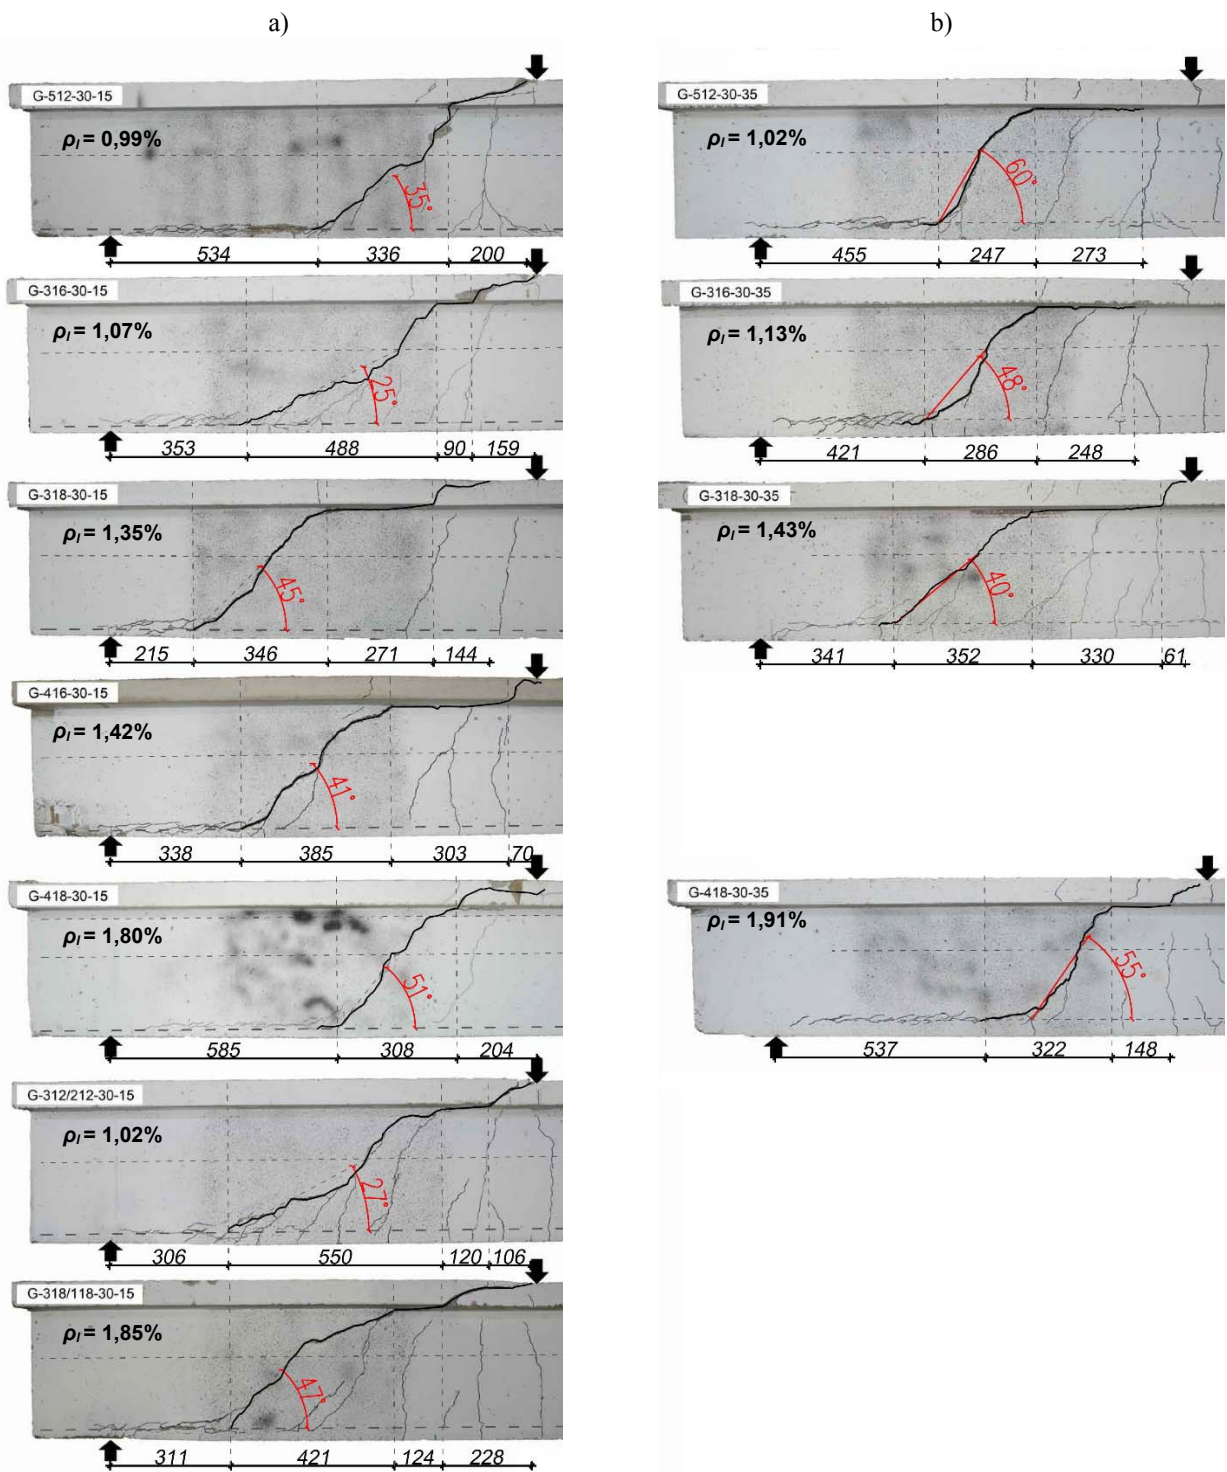 a)
G-512-30-15
ρl = 0,99%
35°
534 336 200
G-316-30-15
ρl = 1,07%
25°
353 488 90 159
G-318-30-15
ρl = 1,35%
45°
215 346 271 144
G-416-30-15
ρl = 1,42%
41°
338 385 303 70
G-418-30-15
ρl = 1,80%
51°
585 308 204
G-312/212-30-15
ρl = 1,02%
27°
306 550 120 106
G-318/118-30-15
ρl = 1,85%
47°
311 421 124 228
b)
G-512-30-35
ρl = 1,02%
60°
455 247 273
G-316-30-35
ρl = 1,13%
48°
421 286 248
G-318-30-35
ρl = 1,43%
40°
341 352 330 61
G-418-30-35
ρl = 1,91%
55°
537 322 148